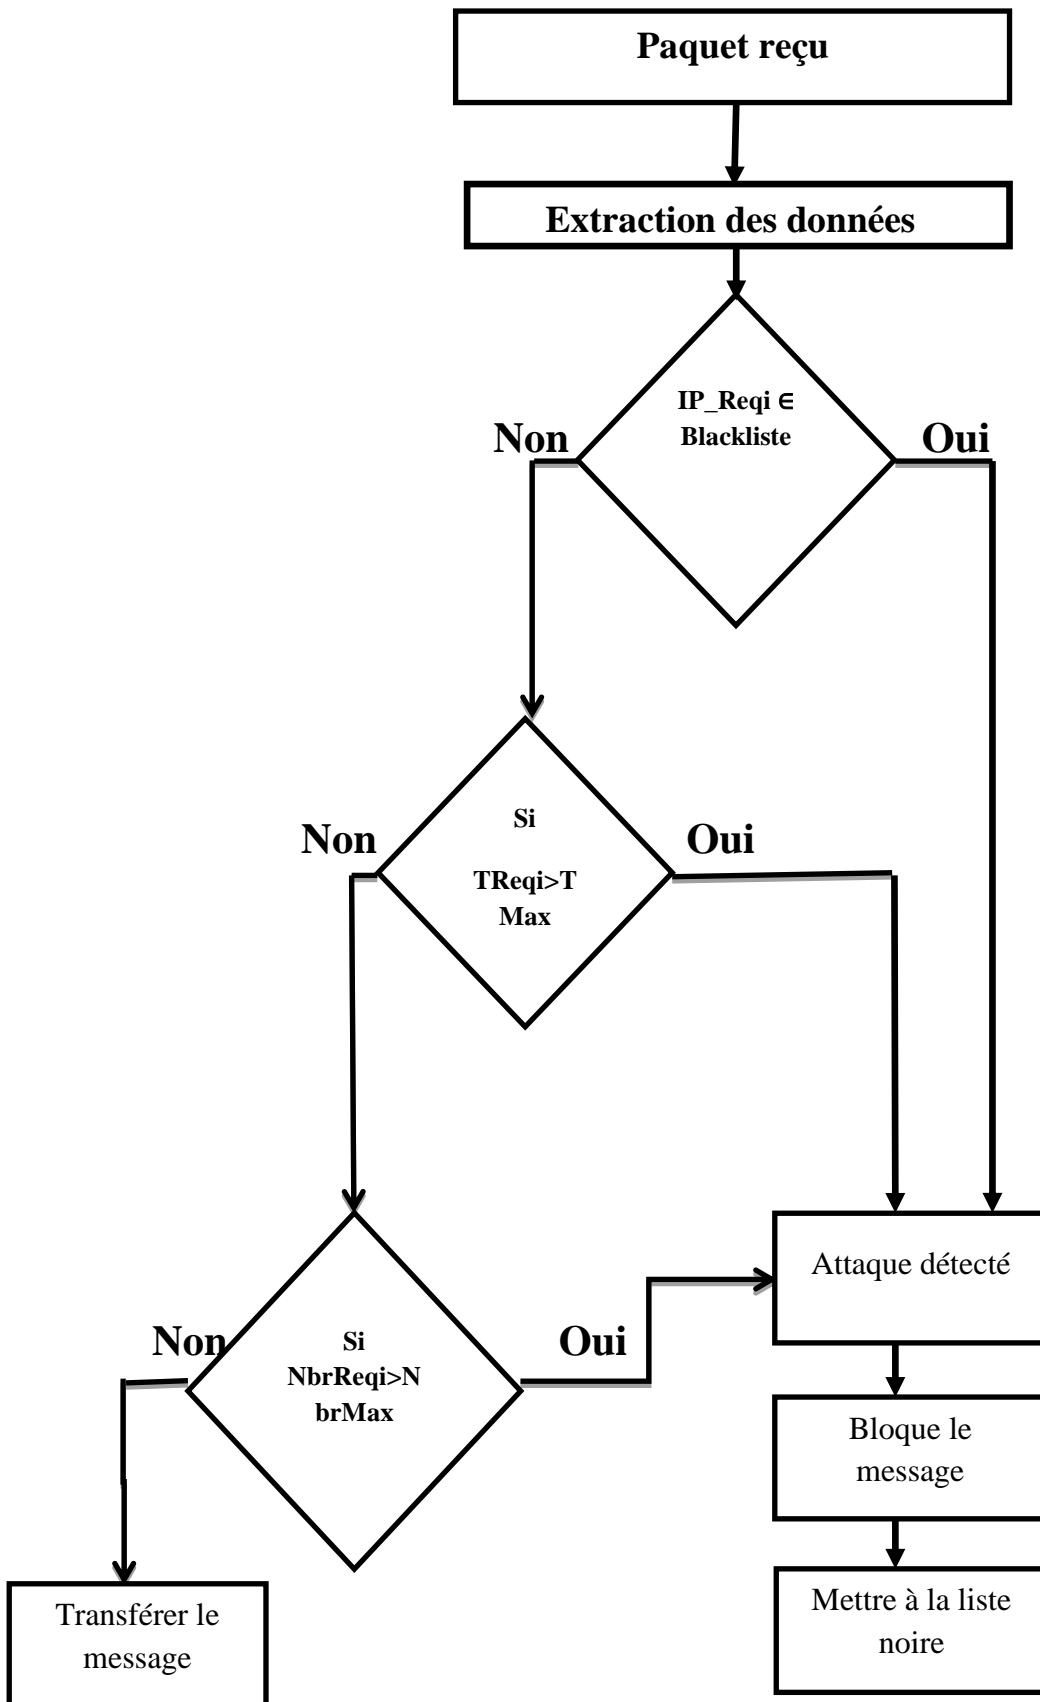 Paquet reçu
Extraction des données
IP_Reqi ∈
Blackliste
Non
Oui
Si
TReqi>T
Max
Non
Oui
Si
NbrReqi>N
brMax
Non
Oui
Attaque détecté
Bloque le
message
Mettre à la liste
noire
Transférer le
message